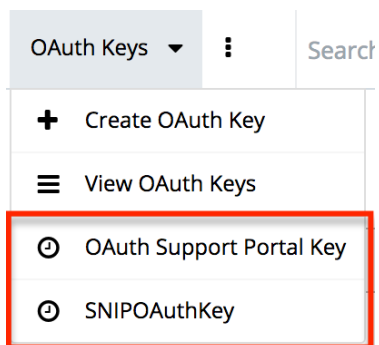 OAuth Keys Search
Create OAuth Key
View OAuth Keys
OAuth Support Portal Key
SNIPOAuthKey